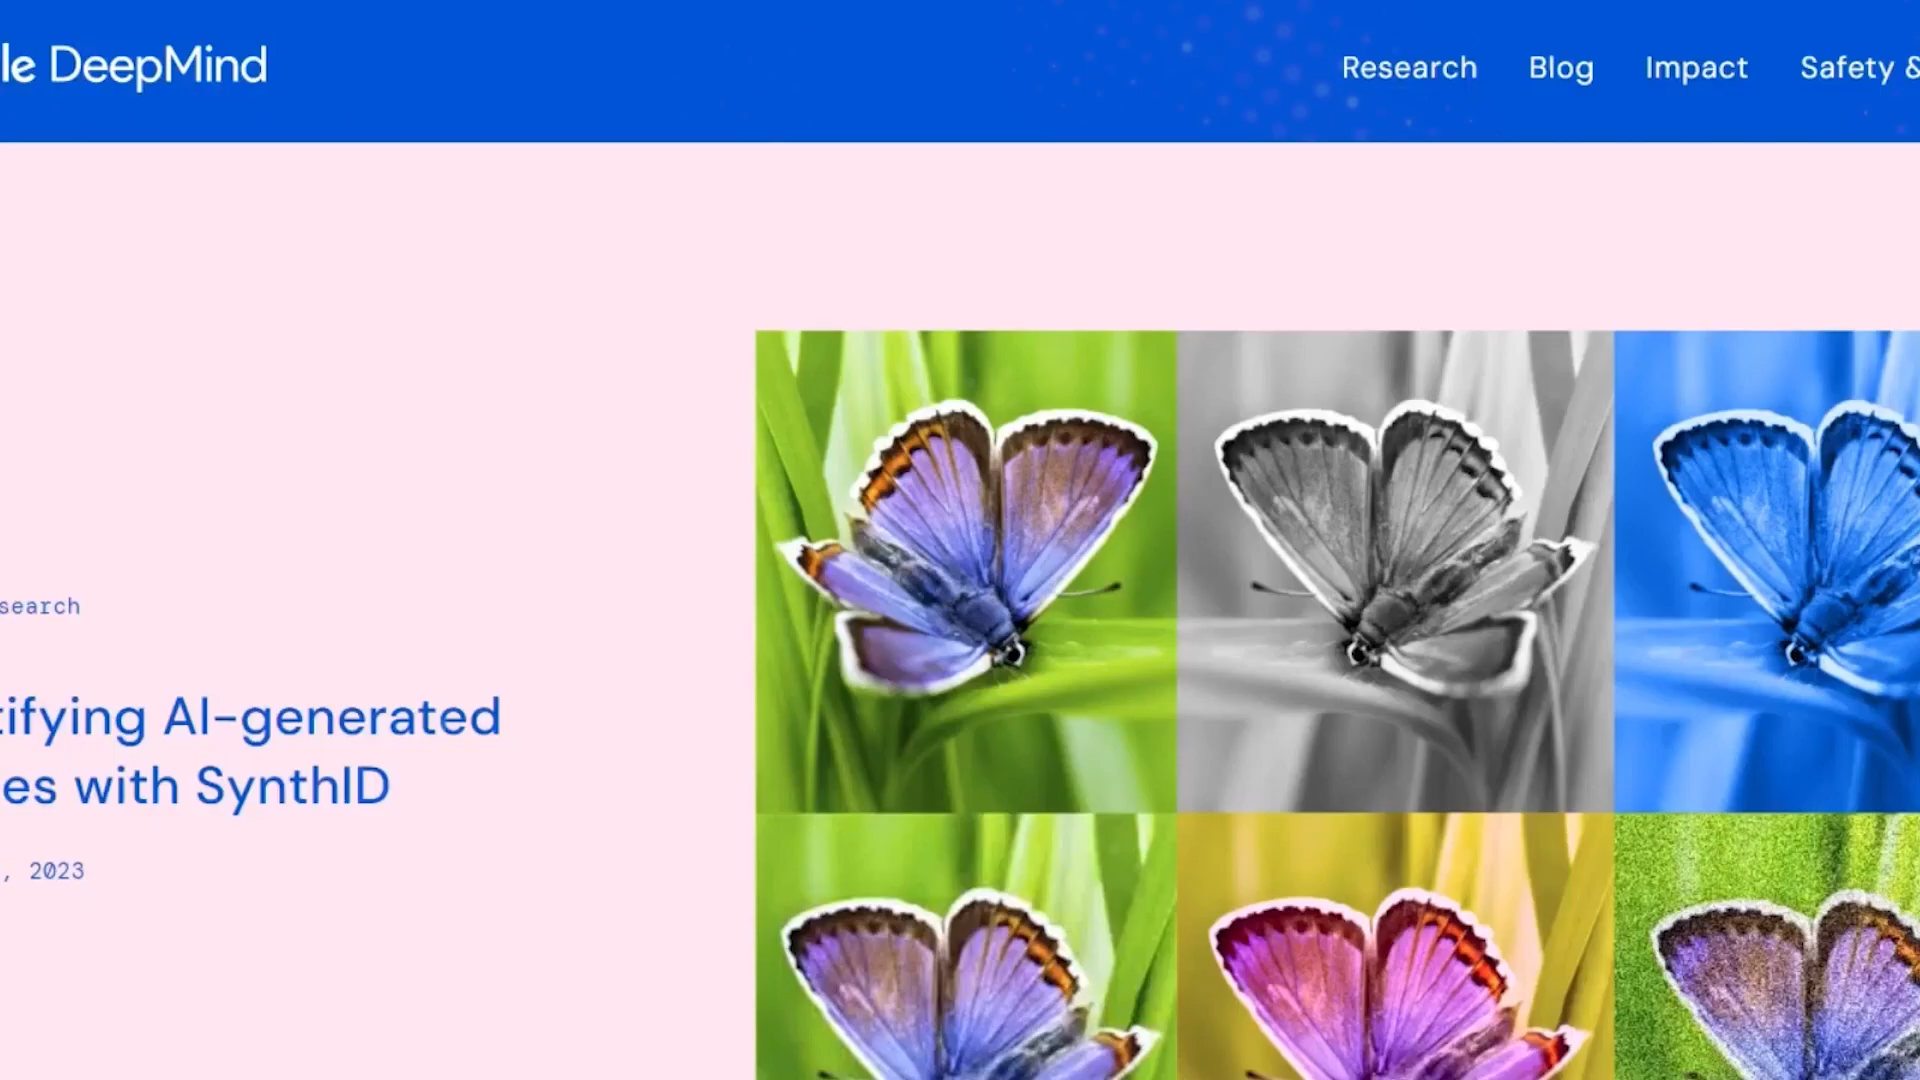 le DeepMind
Research Blog Impact Safety &
search
tifying AI-generated
es with SynthID
, 2023